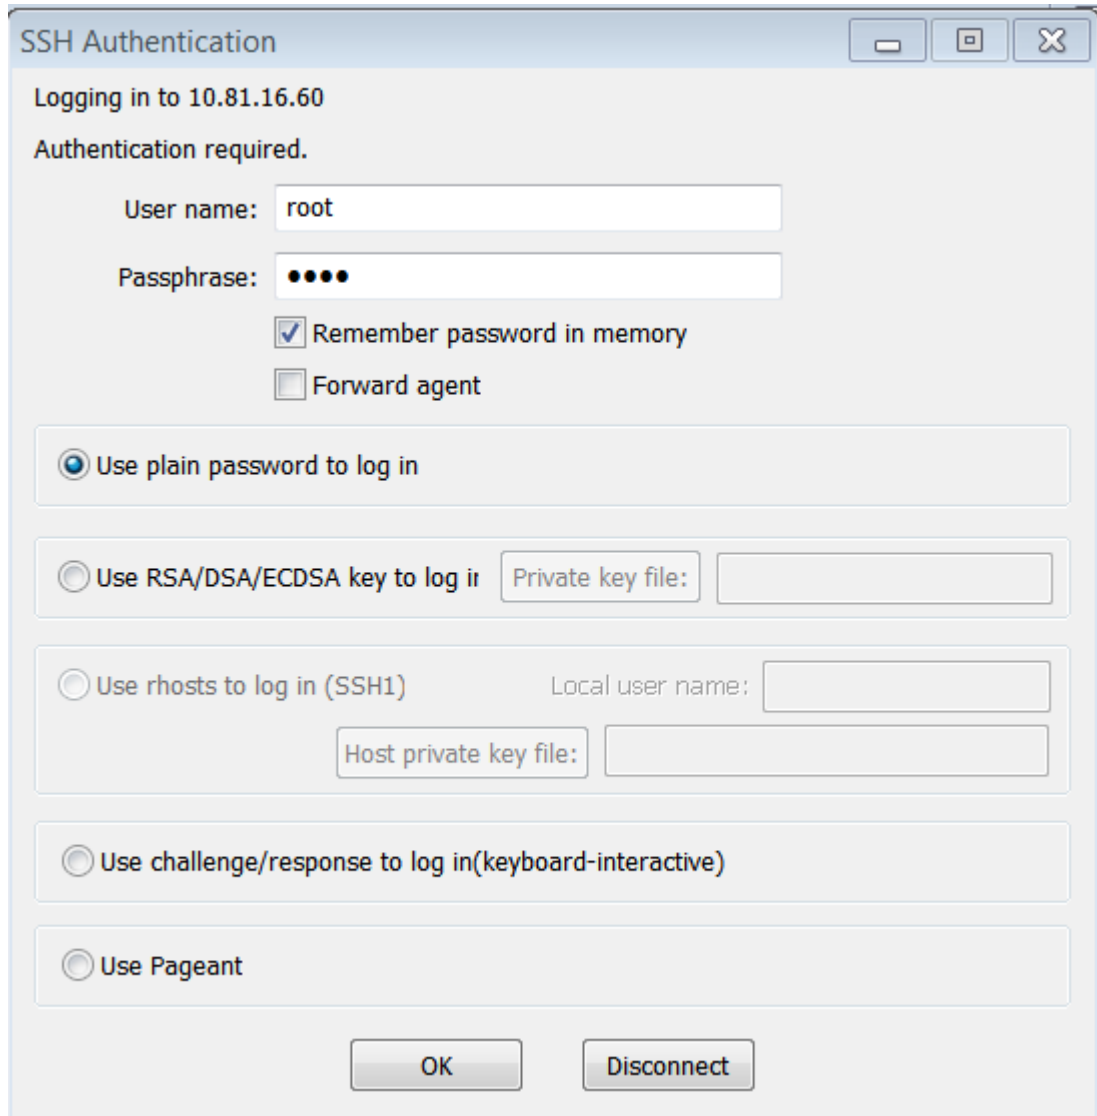 SSH Authentication
Logging in to 10.81.16.60
Authentication required.
User name: root
Passphrase: ●●●●
Remember password in memory
Forward agent
Use plain password to log in
Use RSA/DSA/ECDSA key to log in Private key file:
Use rhosts to log in (SSH1) Local user name:
Host private key file:
Use challenge/response to log in(keyboard-interactive)
Use Pageant
OK Disconnect